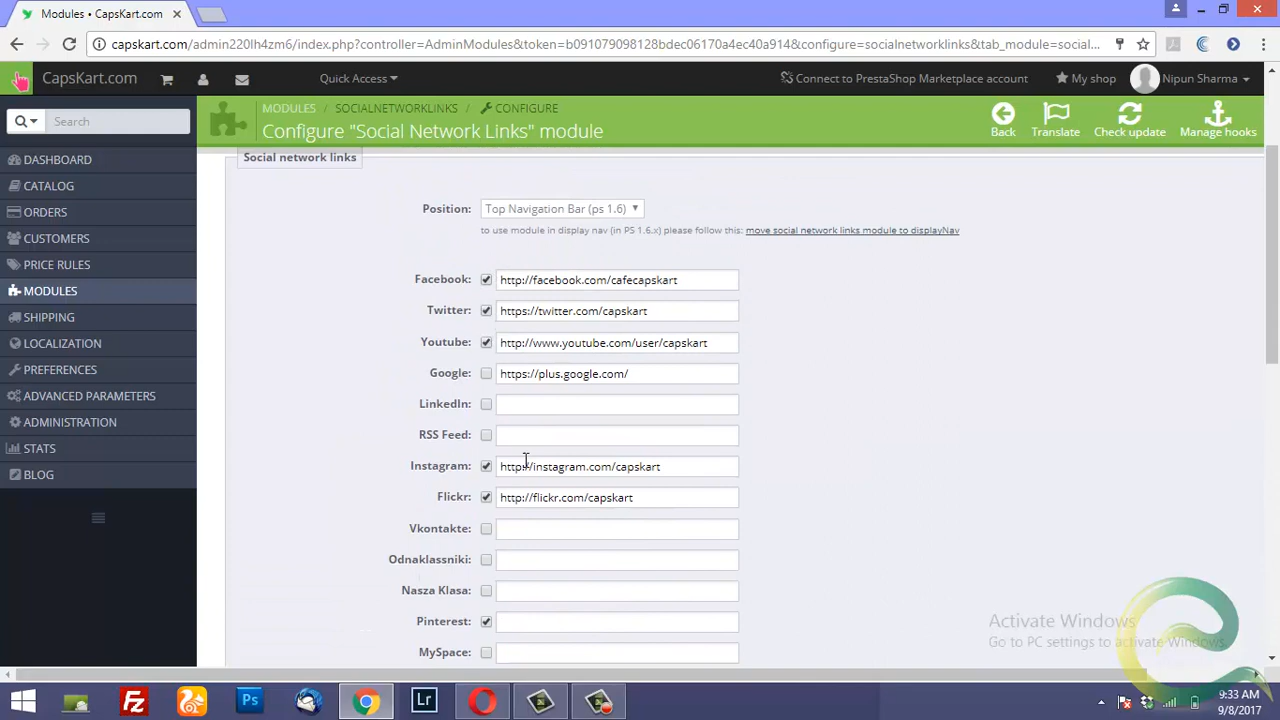 Modules • CapsKart.com
capskart.com/admin220lh4zm6/index.php?controller=AdminModules&token=b091079098128bdec06170a4ec40a914&configure=socialnetworklinks&tab_module=social...
CapsKart.com
Quick Access
Connect to PrestaShop Marketplace account
My shop
Nipun Sharma
Search
MODULES / SOCIALNETWORKLINKS / CONFIGURE
Configure "Social Network Links" module
Back
Translate
Check update
Manage hooks
DASHBOARD
CATALOG
ORDERS
CUSTOMERS
PRICE RULES
MODULES
SHIPPING
LOCALIZATION
PREFERENCES
ADVANCED PARAMETERS
ADMINISTRATION
STATS
BLOG
Social network links
Position: Top Navigation Bar (ps 1.6)
to use module in display nav (in PS 1.6.x) please follow this: move social network links module to displayNav
Facebook: http://facebook.com/cafecapskart
Twitter: https://twitter.com/capskart
Youtube: http://www.youtube.com/user/capskart
Google: https://plus.google.com/
LinkedIn:
RSS Feed:
Instagram: http://instagram.com/capskart
Flickr: http://flickr.com/capskart
Vkontakte:
Odnaklassniki:
Nasza Klasa:
Pinterest:
MySpace:
Activate Windows
Go to PC settings to activate Windows.
Fz
Ps
Lr
9:33 AM
9/8/2017